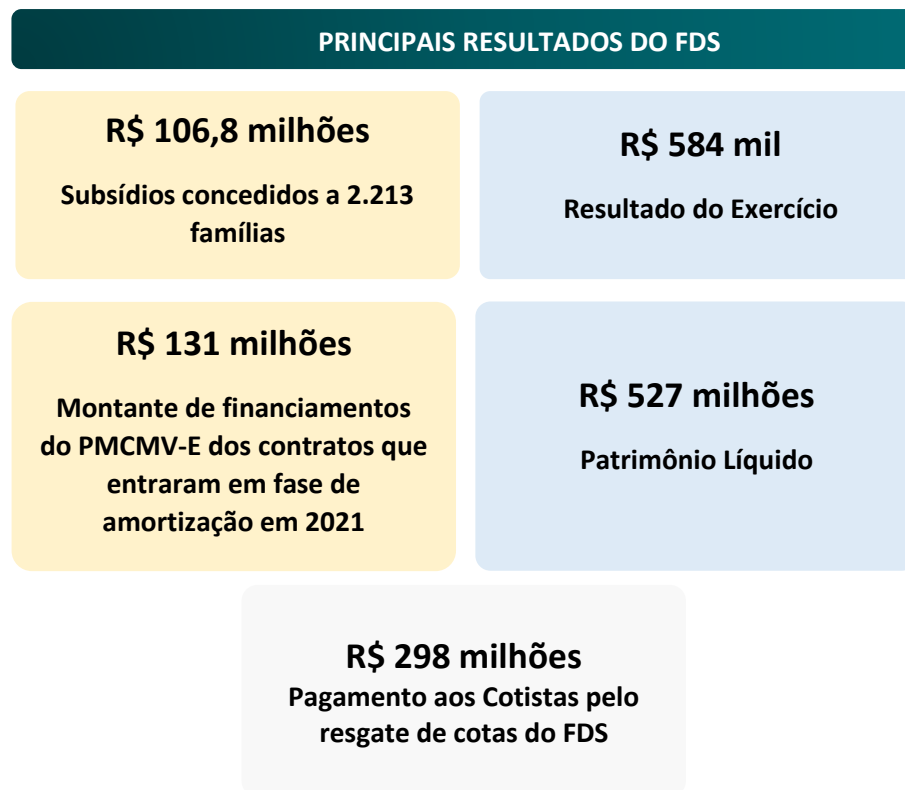 PRINCIPAIS RESULTADOS DO FDS
R$ 106,8 milhões
Subsídios concedidos a 2.213
famílias
R$ 584 mil
Resultado do Exercício
R$ 131 milhões
Montante de financiamentos
do PMCMV-E dos contratos que
entraram em fase de
amortização em 2021
R$ 527 milhões
Patrimônio Líquido
R$ 298 milhões
Pagamento aos Cotistas pelo
resgate de cotas do FDS